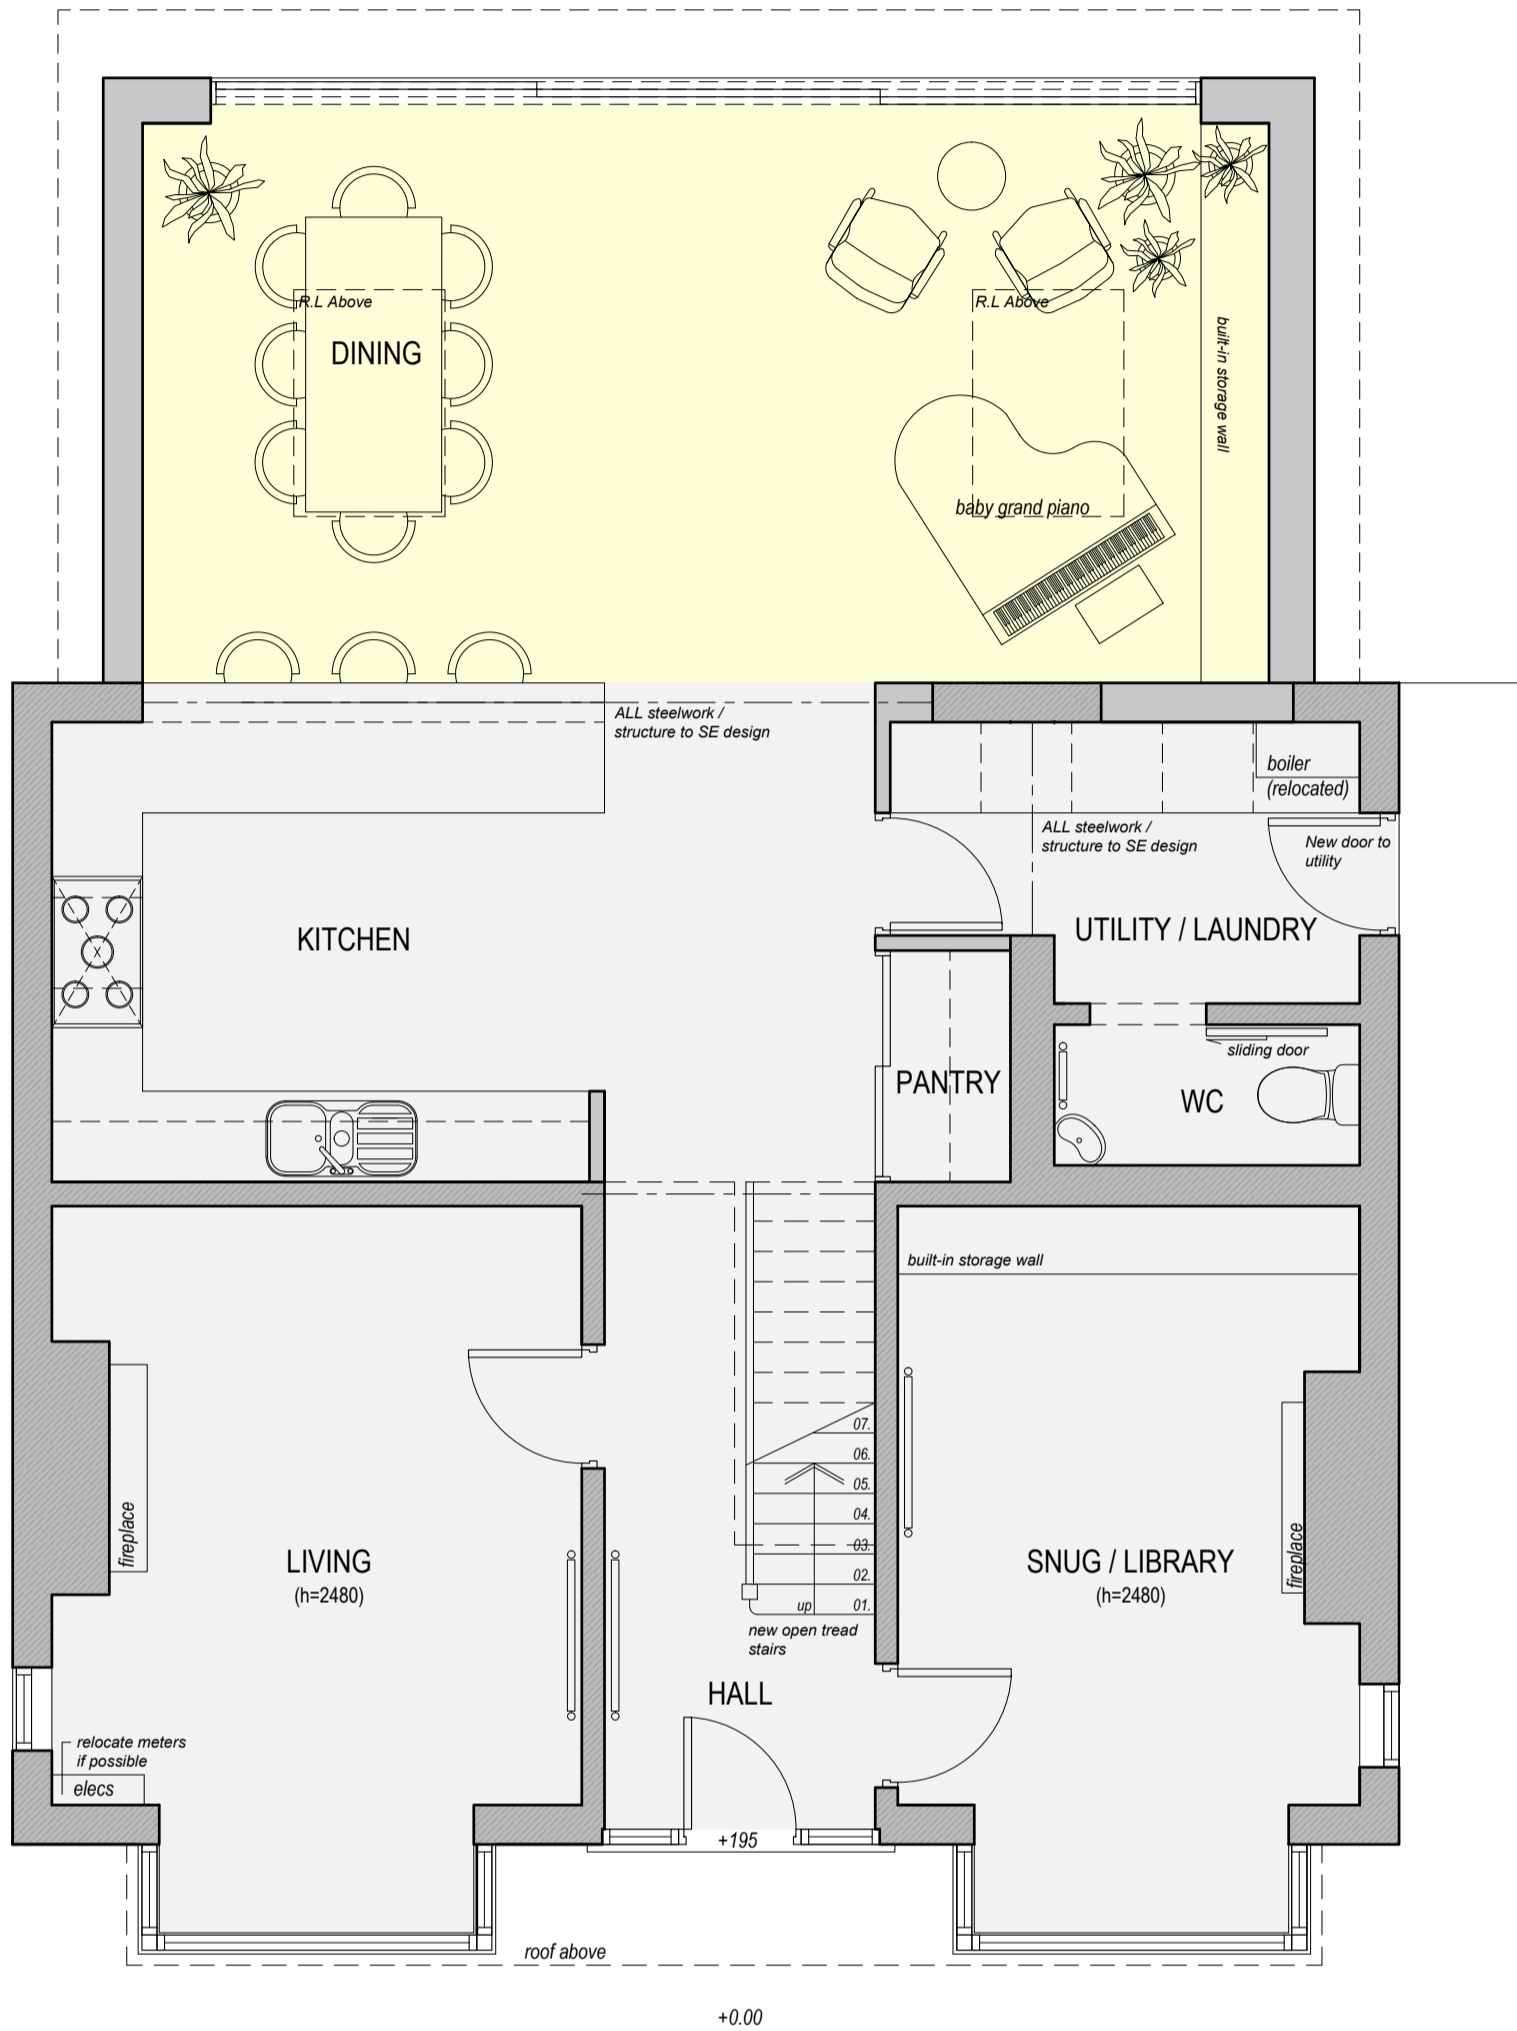 R.L Above
R.L Above
DINING
built-in storage wall
baby grand piano
ALL steelwork /
structure to SE design
boiler
(relocated)
ALL steelwork /
structure to SE design
New door to
utility
KITCHEN
UTILITY / LAUNDRY
sliding door
PANTRY
WC
built-in storage wall
07.
06.
05.
04.
03.
02.
01.
up
new open tread
stairs
fireplace
LIVING
(h=2480)
SNUG / LIBRARY
(h=2480)
fireplace
HALL
relocate meters
if possible
elecs
+195
roof above
+0.00